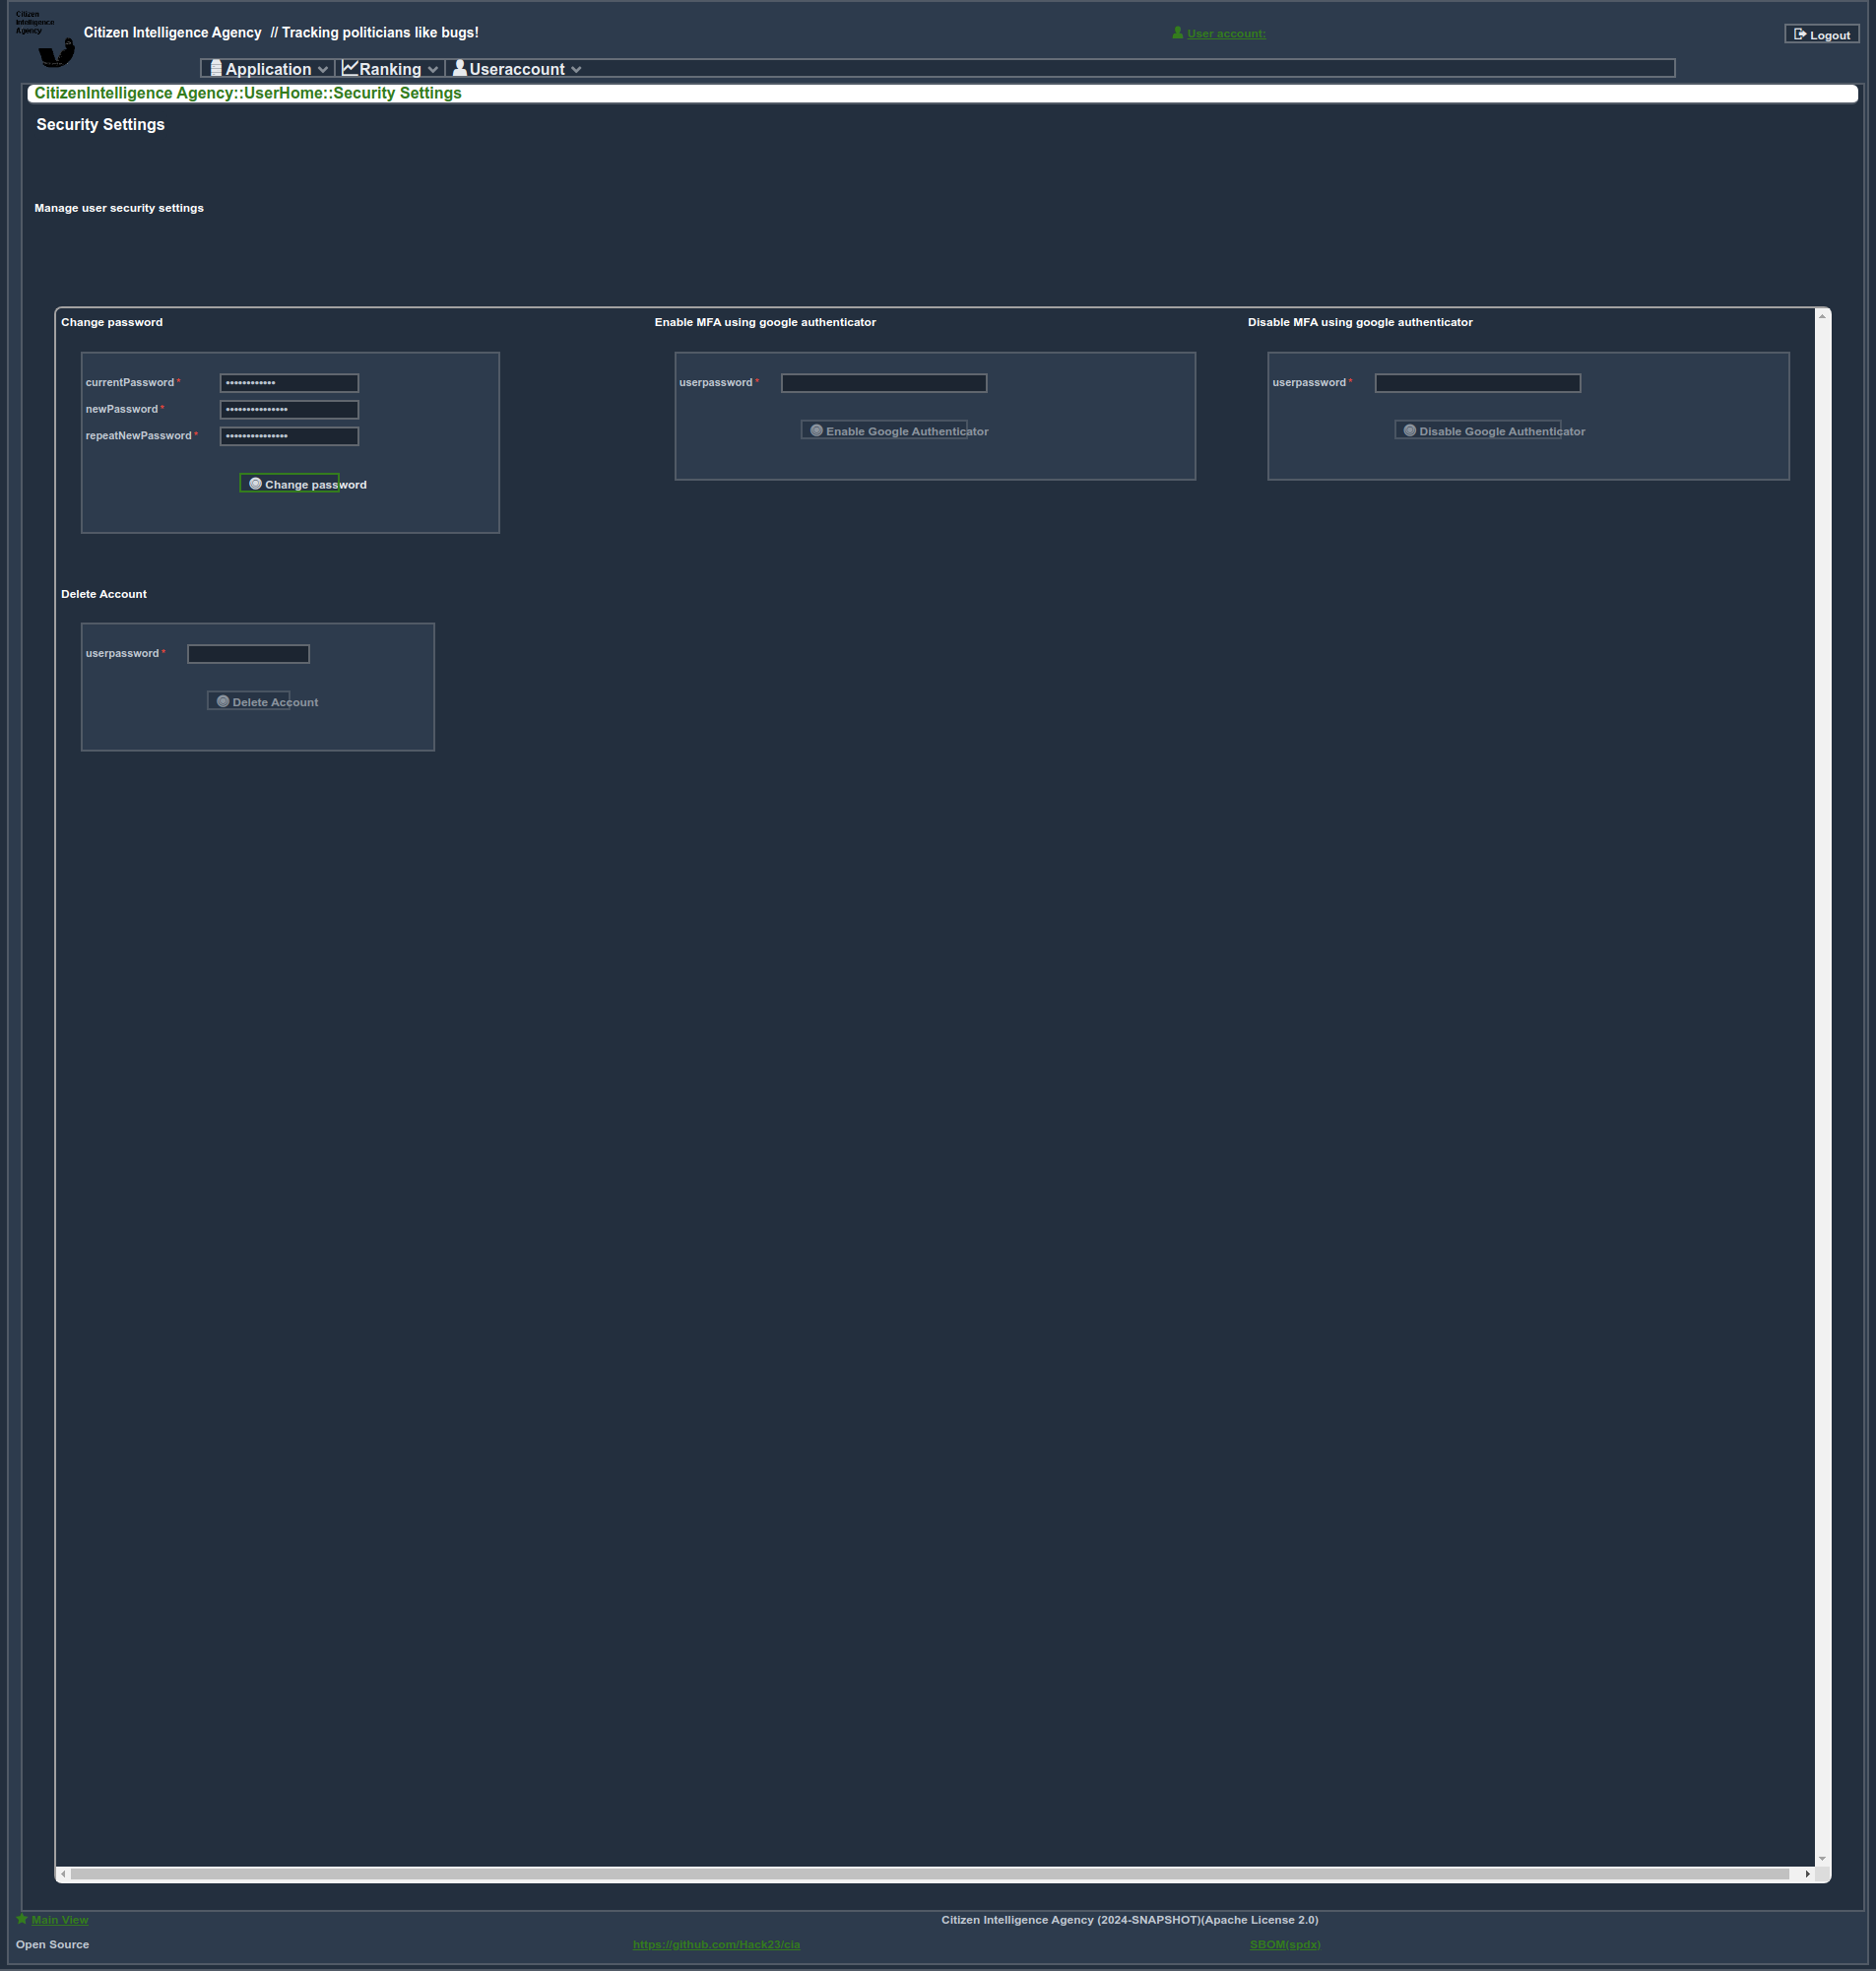 Citizen
Intelligence
Agency
Citizen Intelligence Agency // Tracking politicians like bugs!
User account:
Logout
Application
Ranking
Useraccount
CitizenIntelligence Agency::UserHome::Security Settings
Security Settings
Manage user security settings
Change password
Enable MFA using google authenticator
Disable MFA using google authenticator
currentPassword *
••••••••••••
newPassword *
•••••••••••••••
repeatNewPassword *
•••••••••••••••
Change password
userpassword *
Enable Google Authenticator
userpassword *
Disable Google Authenticator
Delete Account
userpassword *
Delete Account
Main View
Citizen Intelligence Agency (2024-SNAPSHOT)(Apache License 2.0)
Open Source
https://github.com/Hack23/cia
SBOM(spdx)